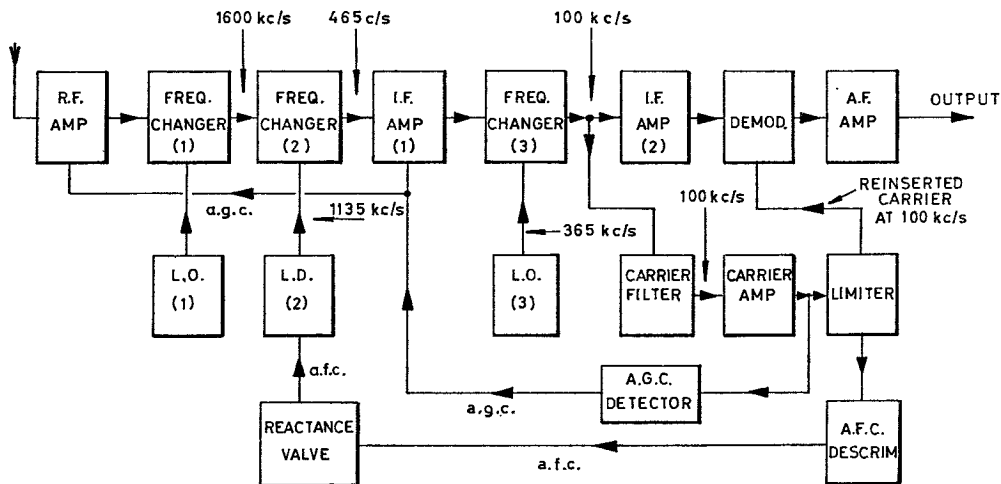 1600 kc/s
465 c/s
100 kc/s
R.F.
AMP
FREQ.
CHANGER
(1)
FREQ.
CHANGER
(2)
I.F.
AMP
(1)
FREQ.
CHANGER
(3)
I.F.
AMP
(2)
DEMOD.
A.F.
AMP
OUTPUT
a.g.c.
1135 kc/s
365 kc/s
100 kc/s
REINSERTED
CARRIER
AT 100 kc/s
L.O.
(1)
L.D.
(2)
L.O.
(3)
CARRIER
FILTER
CARRIER
AMP
LIMITER
a.f.c.
a.g.c.
A.G.C.
DETECTOR
REACTANCE
VALVE
a.f.c.
A.F.C.
DESCRIM